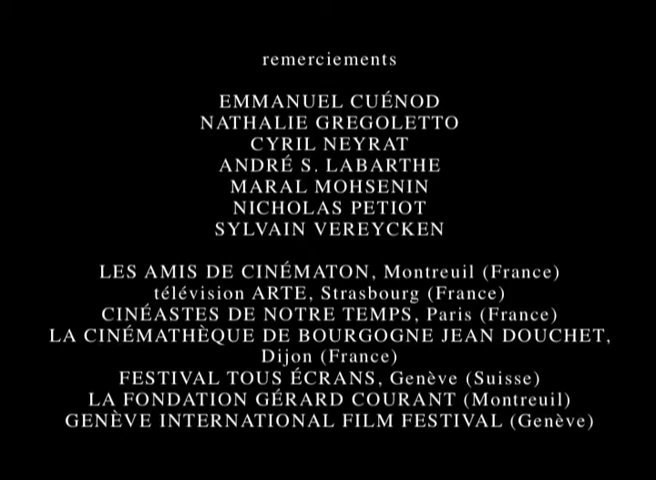 remerciements
EMMANUEL CUÉNOD
NATHALIE GREGOLETTO
CYRIL NEYRAT
ANDRÉ S. LABARTHE
MARAL MOHSENIN
NICHOLAS PETIOT
SYLVAIN VEREYCKEN
LES AMIS DE CINÉMATON, Montreuil (France)
télévision ARTE, Strasbourg (France)
CINÉASTES DE NOTRE TEMPS, Paris (France)
LA CINÉMATHÈQUE DE BOURGOGNE JEAN DOUCHET,
Dijon (France)
FESTIVAL TOUS ÉCRANS, Genève (Suisse)
LA FONDATION GÉRARD COURANT (Montreuil)
GENÈVE INTERNATIONAL FILM FESTIVAL (Genève)